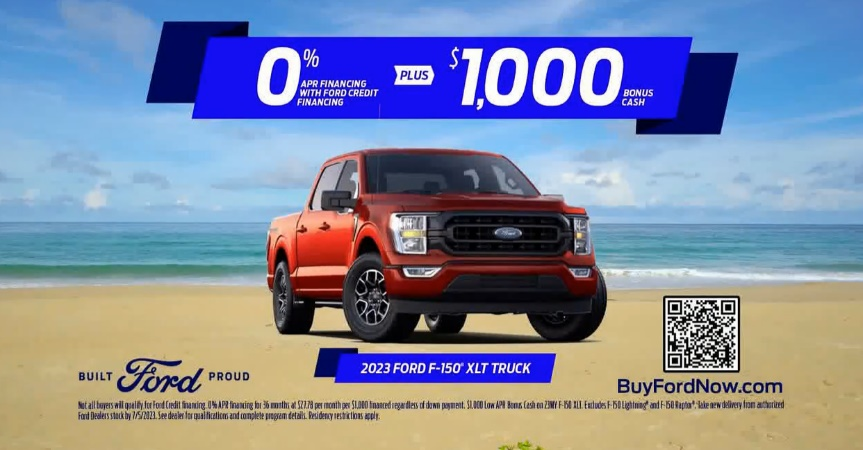 0%
APR FINANCING
WITH FORD CREDIT
FINANCING
PLUS
$1,000
BONUS
CASH
Ford
2023 FORD F-150® XLT TRUCK
BUILT Ford PROUD
BuyFordNow.com
Not all buyers will qualify for Ford Credit financing. 0% APR financing for 36 months at $27.78 per month per $1,000 financed regardless of down payment. $1,000 Low APR Bonus Cash on 23MY F-150 XLT. Excludes F-150 Lightning® and F-150 Raptor®. Take new delivery from authorized
Ford Dealers stock by 7/5/2023. See dealer for qualifications and complete program details. Residency restrictions apply.